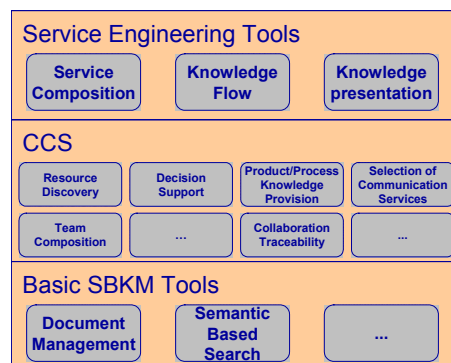 Service Engineering Tools
Service
Composition
Knowledge
Flow
Knowledge
presentation
CCS
Resource
Discovery
Decision
Support
Product/Process
Knowledge
Provision
Selection of
Communication
Services
Team
Composition
...
Collaboration
Traceability
...
Basic SBKM Tools
Document
Management
Semantic
Based
Search
...